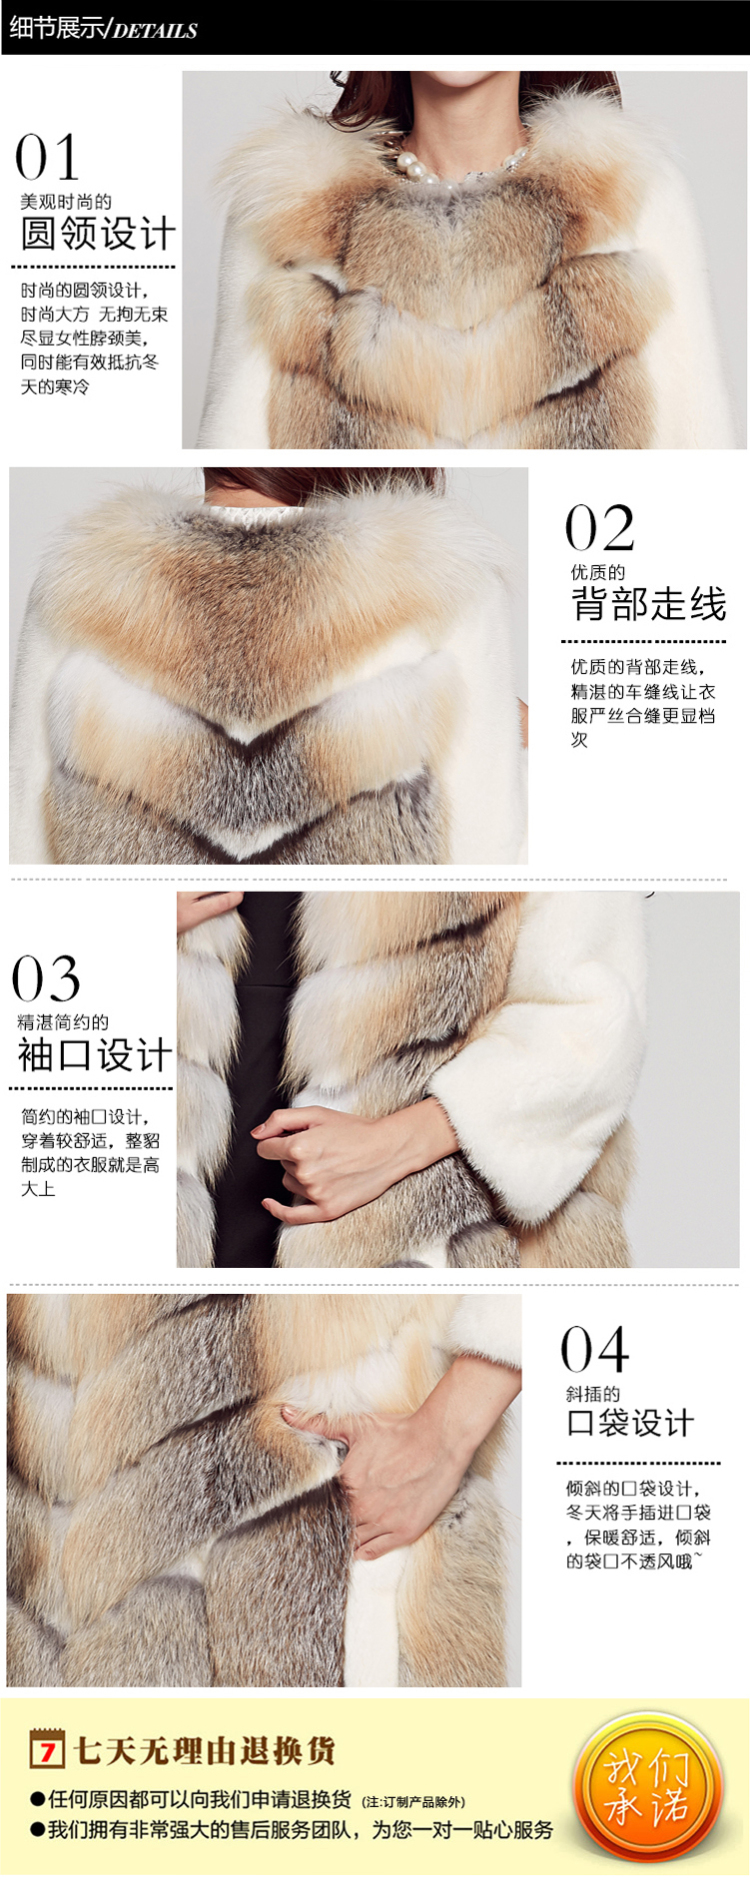 细节展示/DETAILS
01
美观时尚的
圆领设计
时尚的圆领设计，
时尚大方 无拘无束
尽显女性脖颈美，
同时能有效抵抗冬
天的寒冷
02
优质的
背部走线
优质的背部走线，
精湛的车缝线让衣
服严丝合缝更显档
次
03
精湛简约的
袖口设计
简约的袖口设计，
穿着较舒适，整貂
制成的衣服就是高
大上
04
斜插的
口袋设计
倾斜的口袋设计，
冬天将手插进口袋
，保暖舒适，倾斜
的袋口不透风哦~
7 七天无理由退换货
●任何原因都可以向我们申请退换货 (注:订制产品除外)
●我们拥有非常强大的售后服务团队，为您一对一贴心服务
我们
承诺